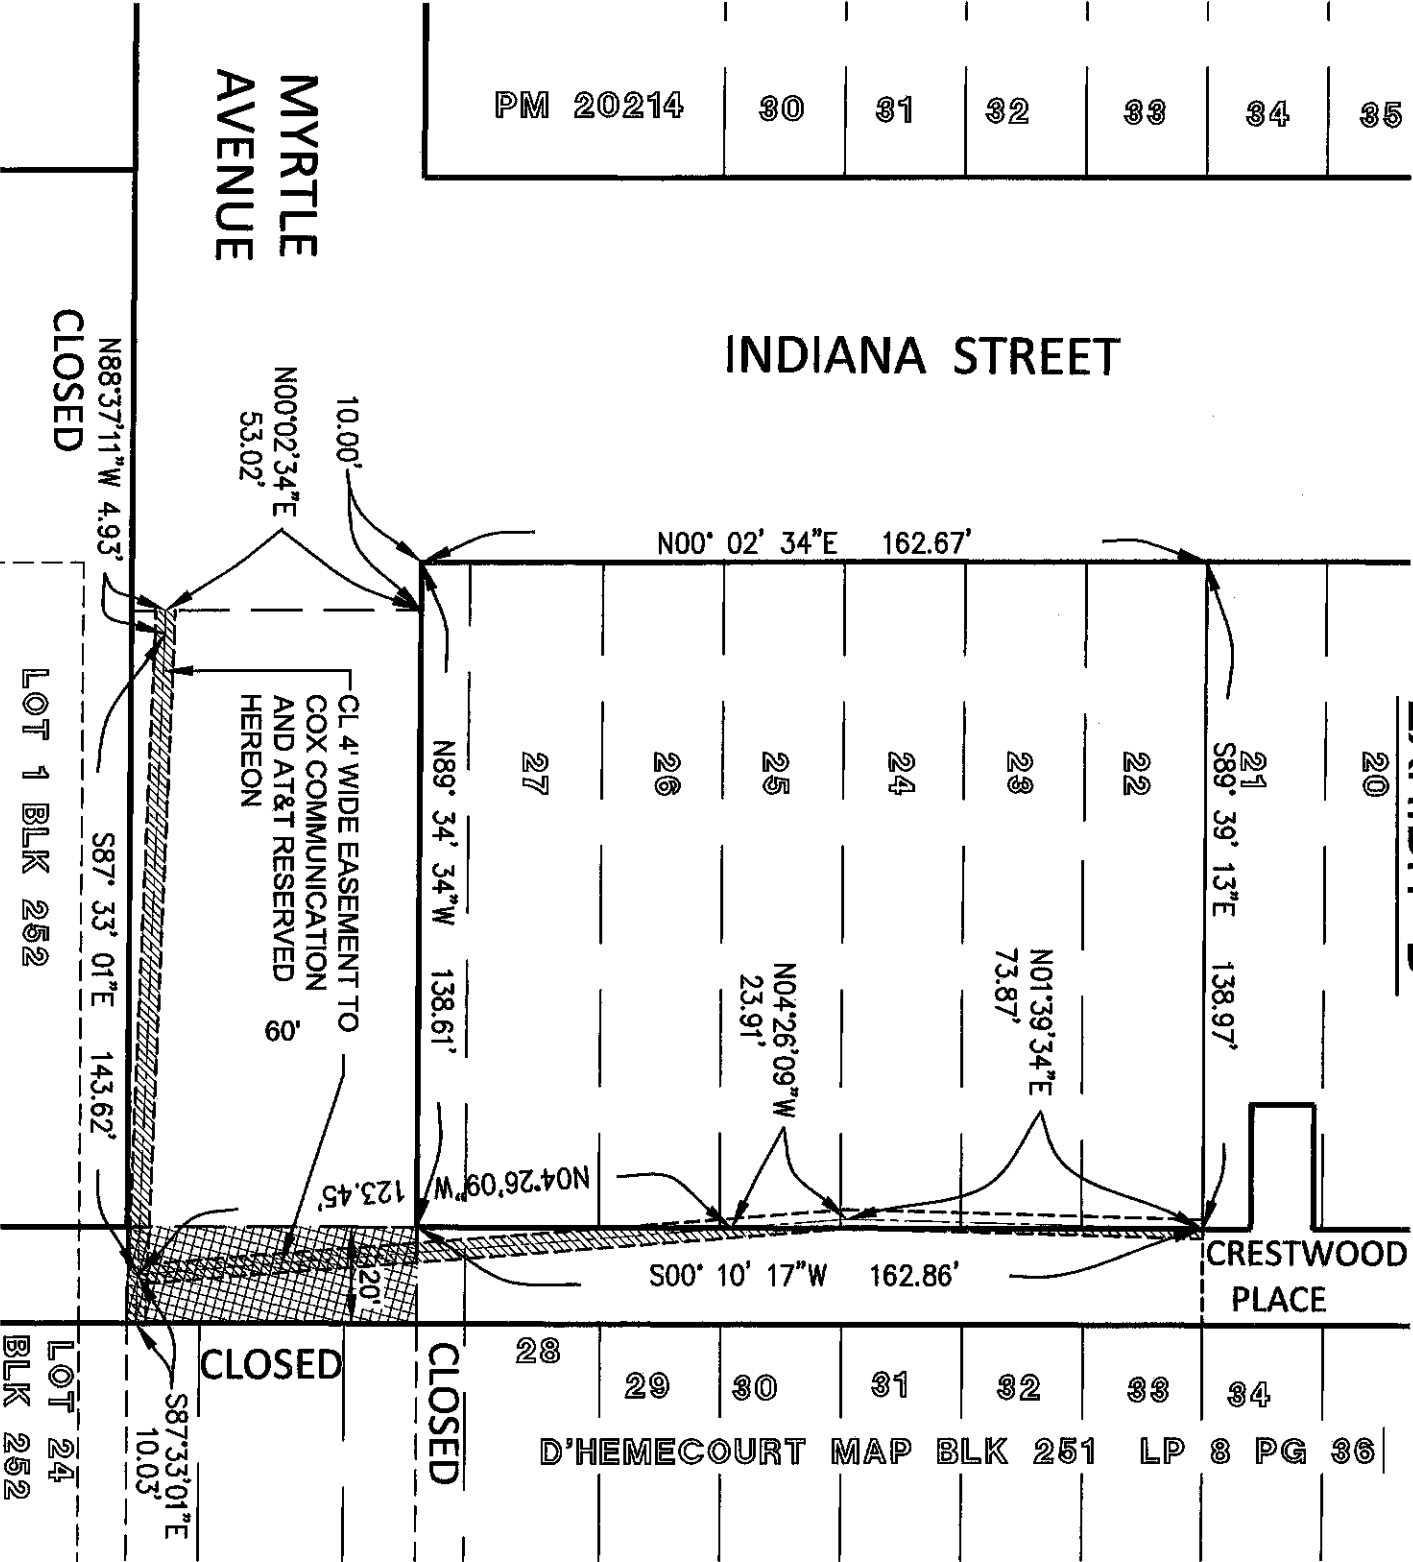 PM 20214
30
31
32
33
34
35
MYRTLE
AVENUE
INDIANA STREET
CLOSED
N88°37'11"W 4.93'
N00°02'34"E
53.02'
10.00'
N00° 02' 34"E 162.67'
20
21
22
23
24
25
26
27
S89° 39' 13"E 138.97'
N89° 34' 34"W 138.61'
CL 4' WIDE EASEMENT TO
COX COMMUNICATION
AND AT&T RESERVED
HEREON
60'
LOT 1 BLK 252
S87° 33' 01"E 143.62'
N01°39'34"E
73.87'
N04°26'09"W
23.91'
N04°26'09"W 123.45'
S00° 10' 17"W 162.86'
20'
CRESTWOOD
PLACE
CLOSED
CLOSED
28
29
30
31
32
33
34
D'HEMECOURT MAP BLK 251 LP 8 PG 36
S87°33'01"E
10.03'
LOT 24
BLK 252